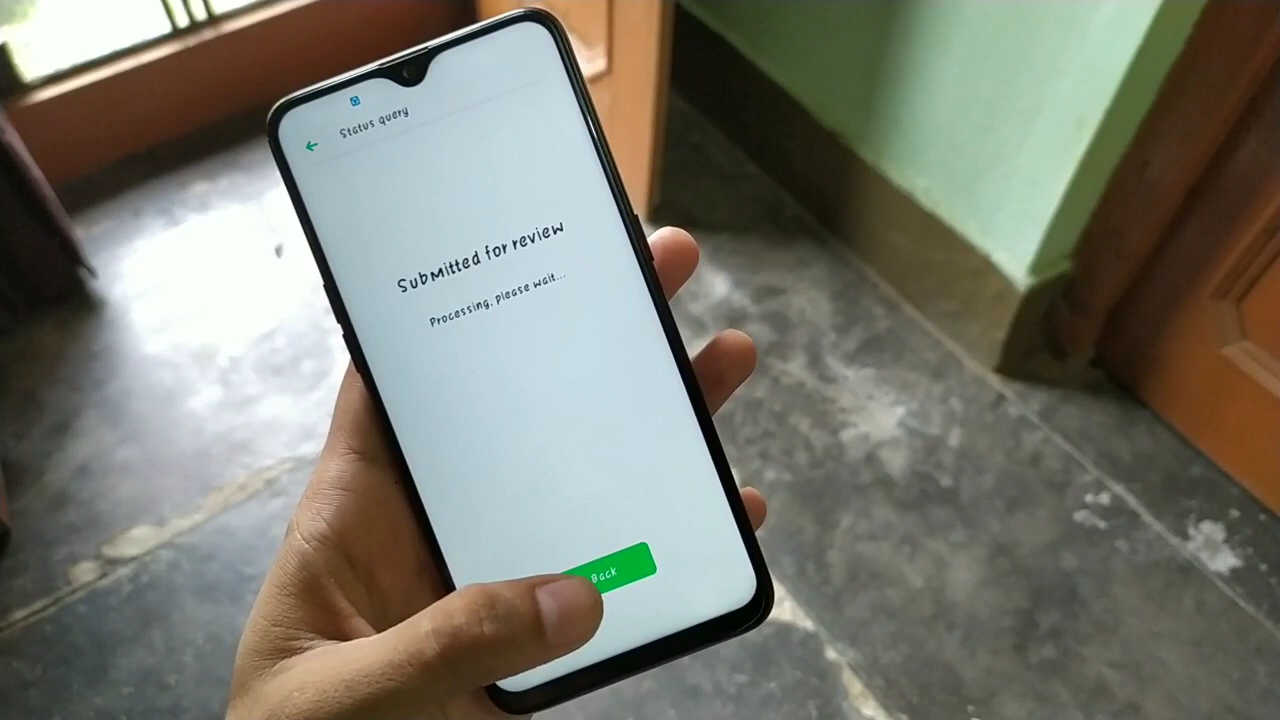 Status query
Submitted for review
Processing, please wait...
Back